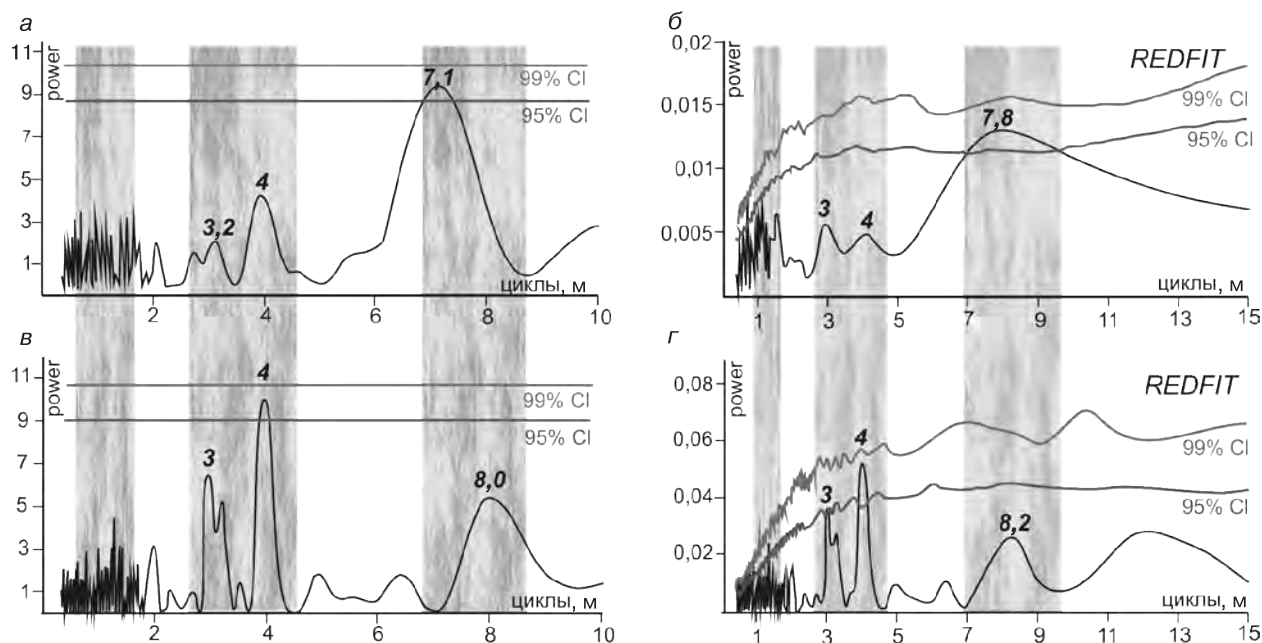 а
power
11
9
7
5
3
1
99% CI
95% CI
3,2
4
7,1
циклы, м
2
4
6
8
10
б
power
0,02
0,015
0,01
0,005
REDFIT
99% CI
95% CI
3
4
7,8
циклы, м
1
3
5
7
9
11
13
15
в
power
11
9
7
5
3
1
99% CI
95% CI
3
4
8,0
циклы, м
2
4
6
8
10
г
power
0,08
0,06
0,04
0,02
REDFIT
99% CI
95% CI
3
4
8,2
циклы, м
1
3
5
7
9
11
13
15